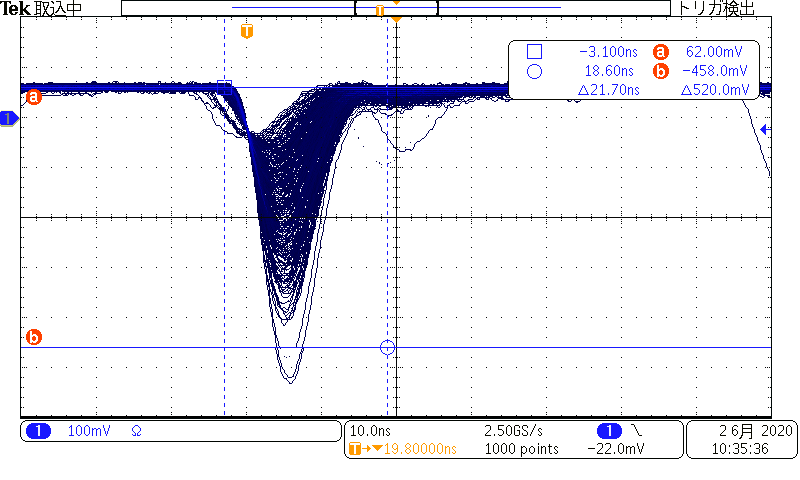 Tek 取込中 トリガ検出
T
T
-3.100ns a 62.00mV
18.60ns b -458.0mV
Δ21.70ns Δ520.0mV
a
1
b
1 100mV Ω 10.0ns 2.50GS/s 1 2 6月 2020
T→▼19.80000ns 1000 points -22.0mV 10:35:36